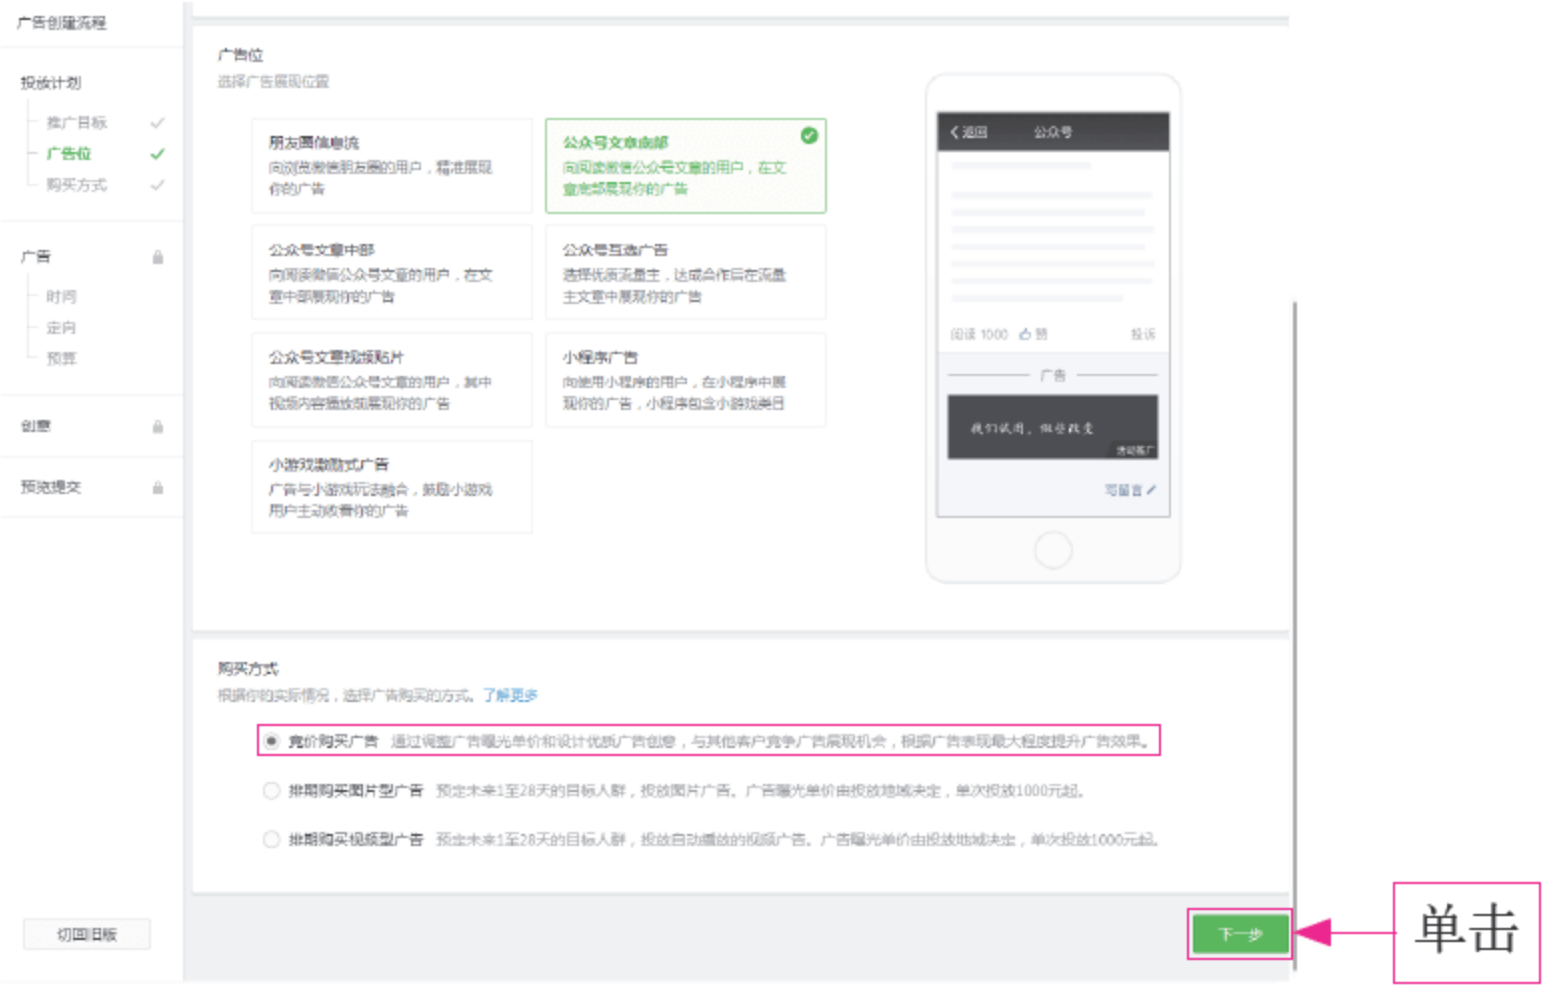 广告创建流程
投放计划
推广目标
广告位
购买方式
广告
时间
定向
预算
创意
预览提交
切回旧版
广告位
选择广告展现位置
朋友圈信息流
向浏览微信朋友圈的用户，精准展现
你的广告
公众号文章底部
向阅读微信公众号文章的用户，在文
章底部展现你的广告
公众号文章中部
向阅读微信公众号文章的用户，在文
章中部展现你的广告
公众号互选广告
选择优质流量主，达成合作后在流量
主文章中展现你的广告
公众号文章视频贴片
向阅读微信公众号文章的用户，其中
视频内容播放前展现你的广告
小程序广告
向使用小程序的用户，在小程序中展
现你的广告，小程序包含小游戏类目
小游戏激励式广告
广告与小游戏玩法融合，鼓励小游戏
用户主动收看你的广告
返回 公众号
阅读 1000 赞 投诉
广告
我们试图，做些改变
活动推广
写留言
购买方式
根据你的实际情况，选择广告购买的方式。了解更多
竞价购买广告 通过调整广告曝光单价和设计优质广告创意，与其他客户竞争广告展现机会，根据广告表现最大程度提升广告效果。
排期购买图片型广告 预定未来1至28天的目标人群，投放图片广告。广告曝光单价由投放地域决定，单次投放1000元起。
排期购买视频型广告 预定未来1至28天的目标人群，投放自动播放的视频广告。广告曝光单价由投放地域决定，单次投放1000元起。
下一步
单击